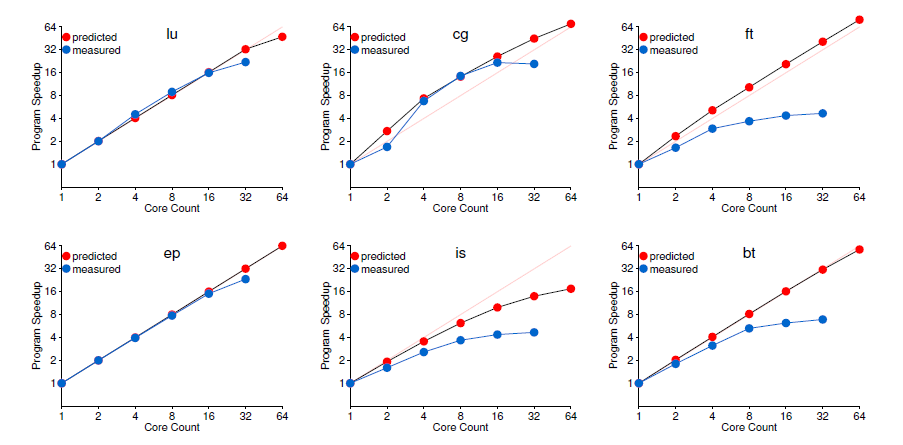 lu
predicted
measured
Program Speedup
64
32
16
8
4
2
1
1 2 4 8 16 32 64
Core Count
cg
predicted
measured
Program Speedup
64
32
16
8
4
2
1
1 2 4 8 16 32 64
Core Count
ft
predicted
measured
Program Speedup
64
32
16
8
4
2
1
1 2 4 8 16 32 64
Core Count
ep
predicted
measured
Program Speedup
64
32
16
8
4
2
1
1 2 4 8 16 32 64
Core Count
is
predicted
measured
Program Speedup
64
32
16
8
4
2
1
1 2 4 8 16 32 64
Core Count
bt
predicted
measured
Program Speedup
64
32
16
8
4
2
1
1 2 4 8 16 32 64
Core Count